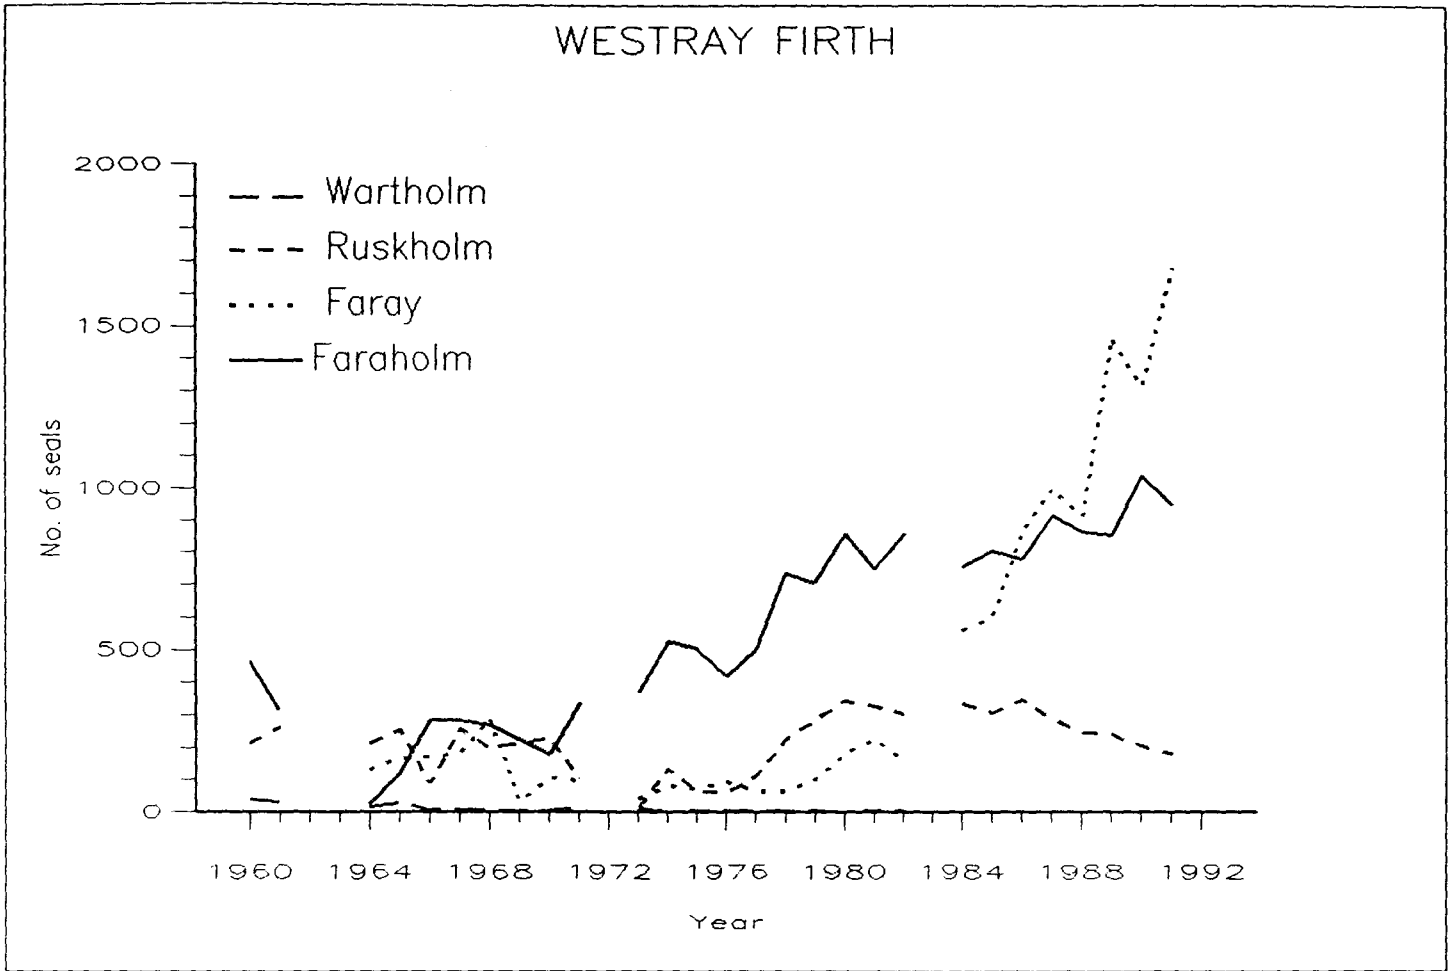 WESTRAY FIRTH
2000
1500
1000
500
0
No. of seals
Wartholm
Ruskholm
Faray
Faraholm
1960 1964 1968 1972 1976 1980 1984 1988 1992
Year